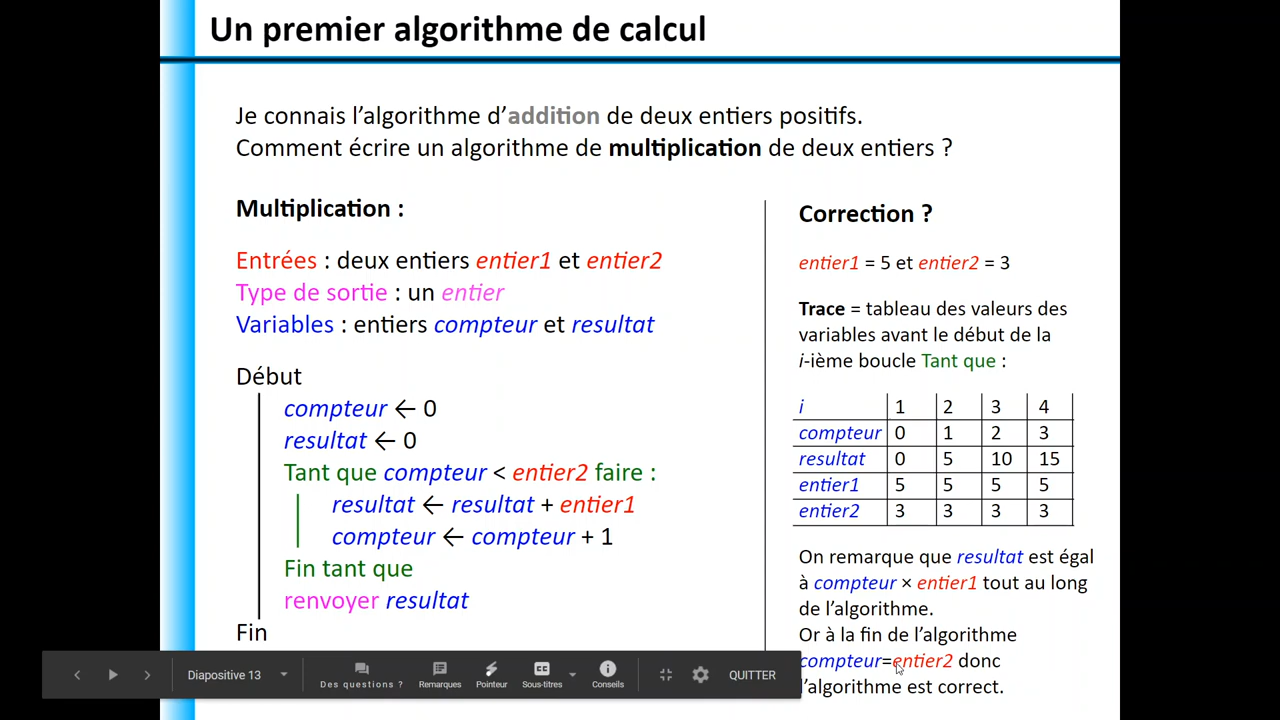 Un premier algorithme de calcul
Je connais l’algorithme d’addition de deux entiers positifs.
Comment écrire un algorithme de multiplication de deux entiers ?
Multiplication :
Entrées : deux entiers entier1 et entier2
Type de sortie : un entier
Variables : entiers compteur et resultat
Début
compteur ← 0
resultat ← 0
Tant que compteur < entier2 faire :
resultat ← resultat + entier1
compteur ← compteur + 1
Fin tant que
renvoyer resultat
Fin
Correction ?
entier1 = 5 et entier2 = 3
Trace = tableau des valeurs des
variables avant le début de la
i-ième boucle Tant que :
i 1 2 3 4
compteur 0 1 2 3
resultat 0 5 10 15
entier1 5 5 5 5
entier2 3 3 3 3
On remarque que resultat est égal
à compteur × entier1 tout au long
de l’algorithme.
Or à la fin de l’algorithme
compteur=entier2 donc
l’algorithme est correct.
Diapositive 13
Des questions ?
Remarques
Pointeur
CC
Sous-titres
Conseils
QUITTER